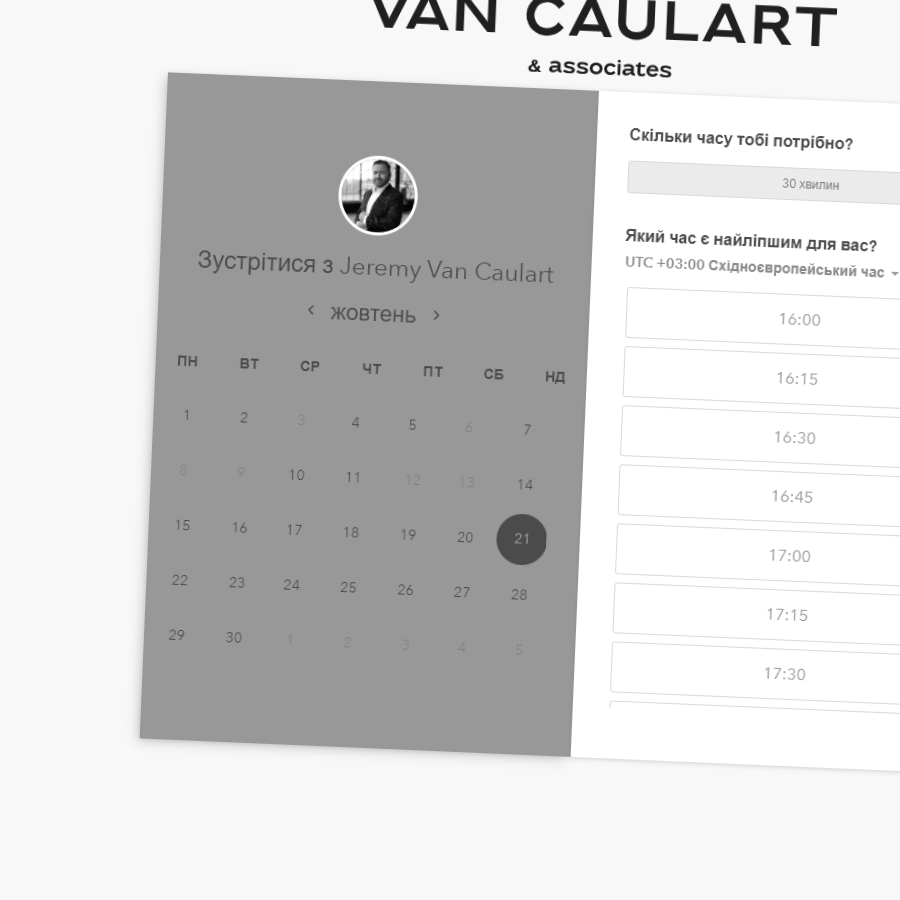 VAN CAULART
& associates
Зустрітися з Jeremy Van Caulart
жовтень
ПН ВТ СР ЧТ ПТ СБ НД
1 2 3 4 5 6 7
8 9 10 11 12 13 14
15 16 17 18 19 20 21
22 23 24 25 26 27 28
29 30 1 2 3 4 5
Скільки часу тобі потрібно?
30 хвилин
Який час є найліпшим для вас?
UTC +03:00 Східноєвропейський час
16:00
16:15
16:30
16:45
17:00
17:15
17:30